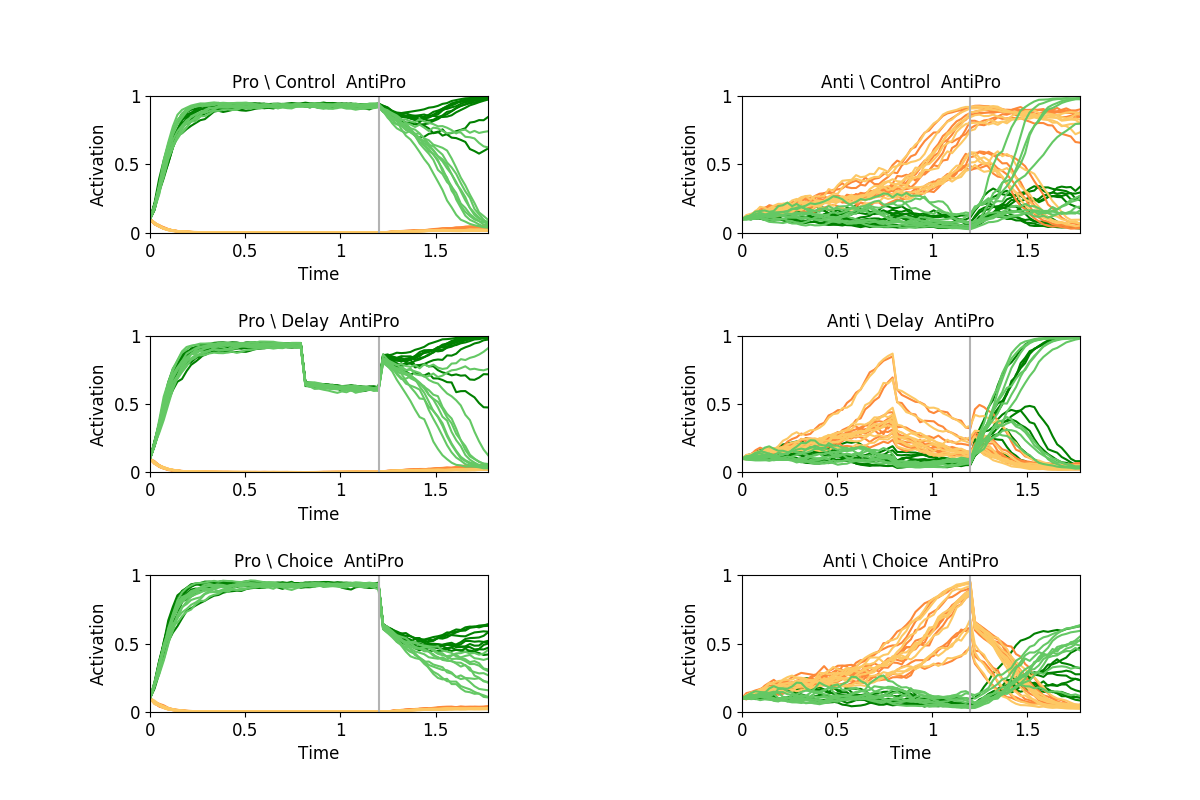 Pro \ Control  AntiPro
1
0.5
0
Activation
0 0.5 1 1.5
Time
Anti \ Control  AntiPro
1
0.5
0
Activation
0 0.5 1 1.5
Time
Pro \ Delay  AntiPro
1
0.5
0
Activation
0 0.5 1 1.5
Time
Anti \ Delay  AntiPro
1
0.5
0
Activation
0 0.5 1 1.5
Time
Pro \ Choice  AntiPro
1
0.5
0
Activation
0 0.5 1 1.5
Time
Anti \ Choice  AntiPro
1
0.5
0
Activation
0 0.5 1 1.5
Time